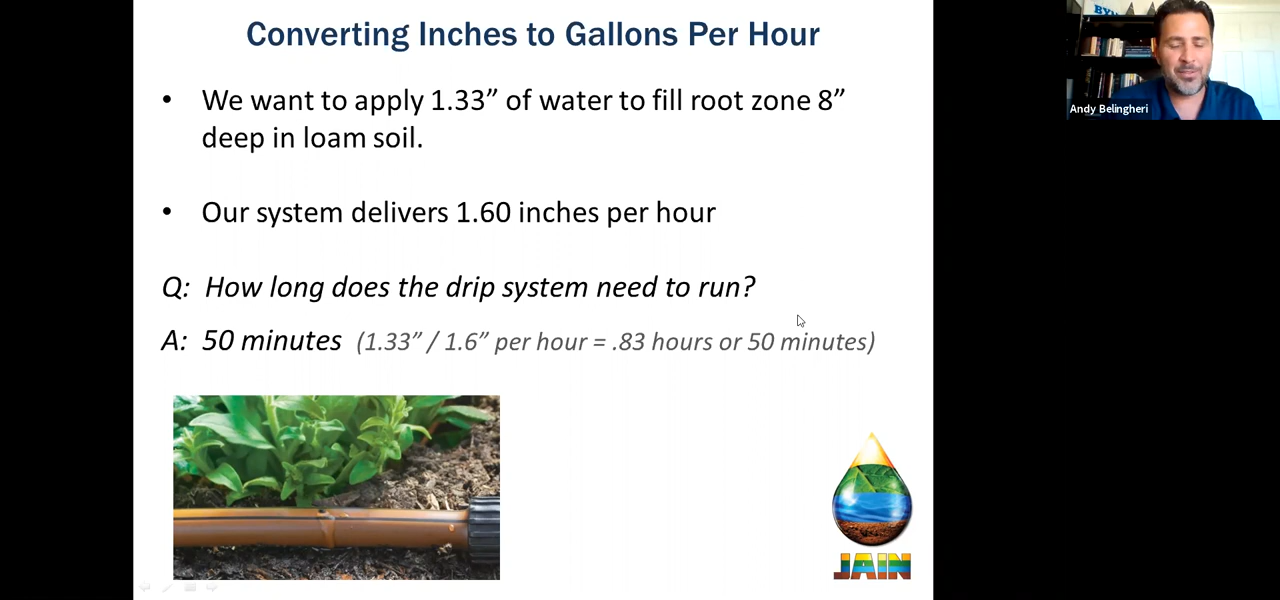 Converting Inches to Gallons Per Hour
• We want to apply 1.33” of water to fill root zone 8”
deep in loam soil.
• Our system delivers 1.60 inches per hour
Q: How long does the drip system need to run?
A: 50 minutes (1.33” / 1.6” per hour = .83 hours or 50 minutes)
JAIN
BY
Andy Belingheri